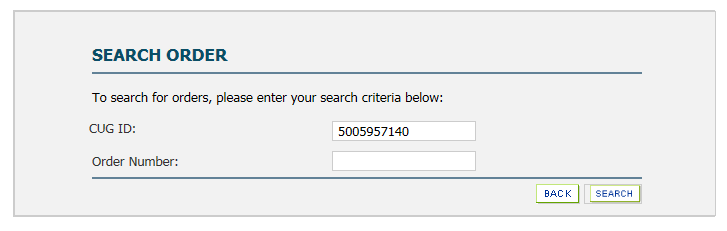 SEARCH ORDER
To search for orders, please enter your search criteria below:
CUG ID: 5005957140
Order Number:
BACK SEARCH